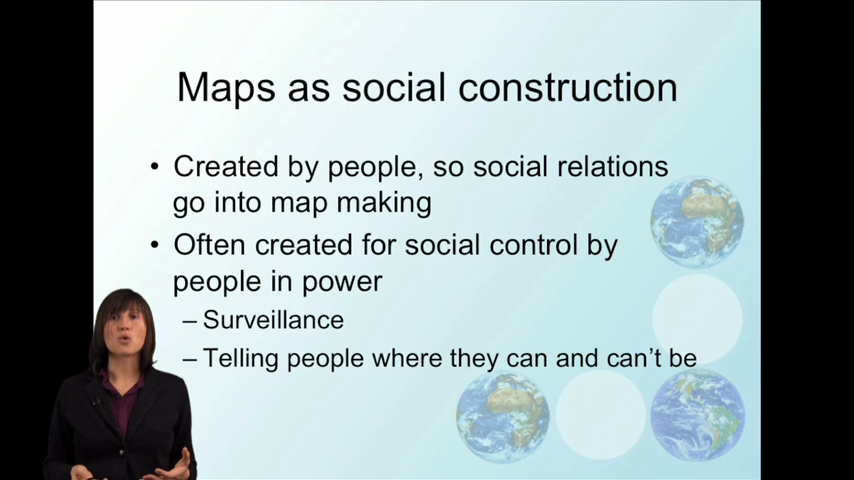 Maps as social construction
• Created by people, so social relations
go into map making
• Often created for social control by
people in power
– Surveillance
– Telling people where they can and can't be